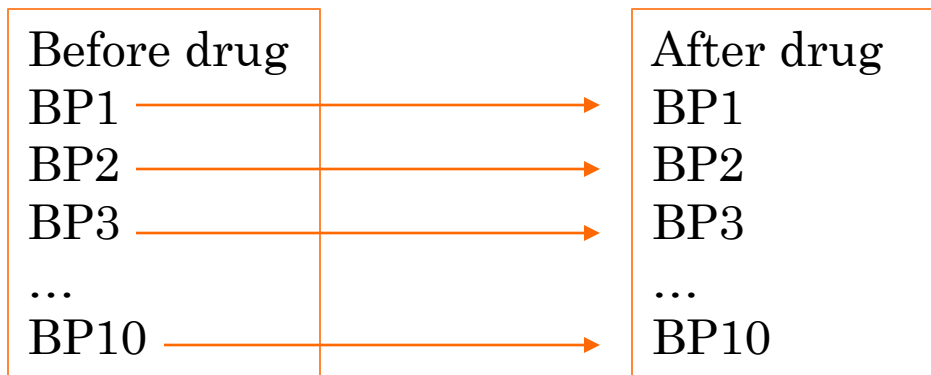 Before drug
BP1
BP2
BP3
...
BP10
After drug
BP1
BP2
BP3
...
BP10